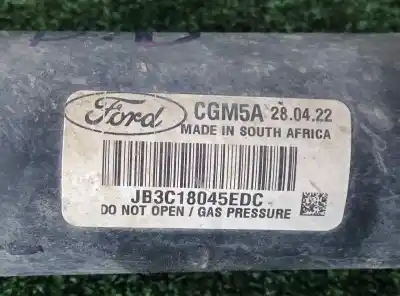 Ford
CGM5A 28.04.22
MADE IN SOUTH AFRICA
JB3C18045EDC
DO NOT OPEN / GAS PRESSURE